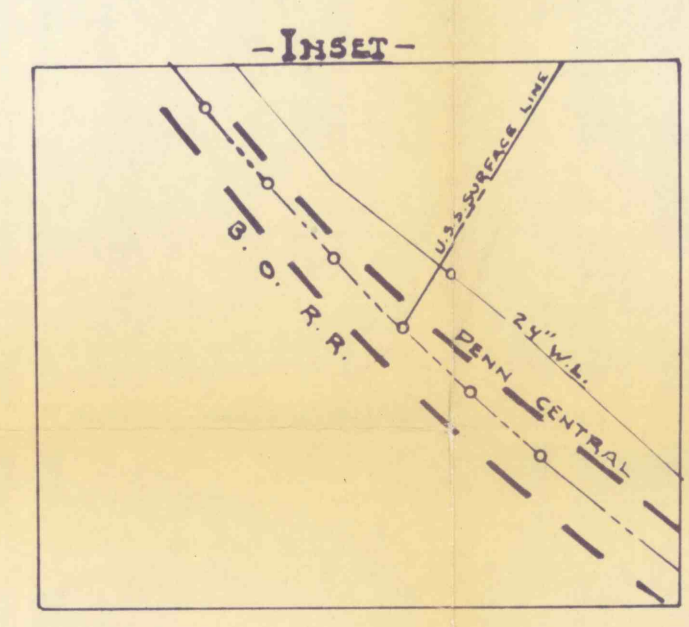 -INSET-
U.S.S. SURFACE LINE
B. O. R. R.
24" W.L.
PENN CENTRAL